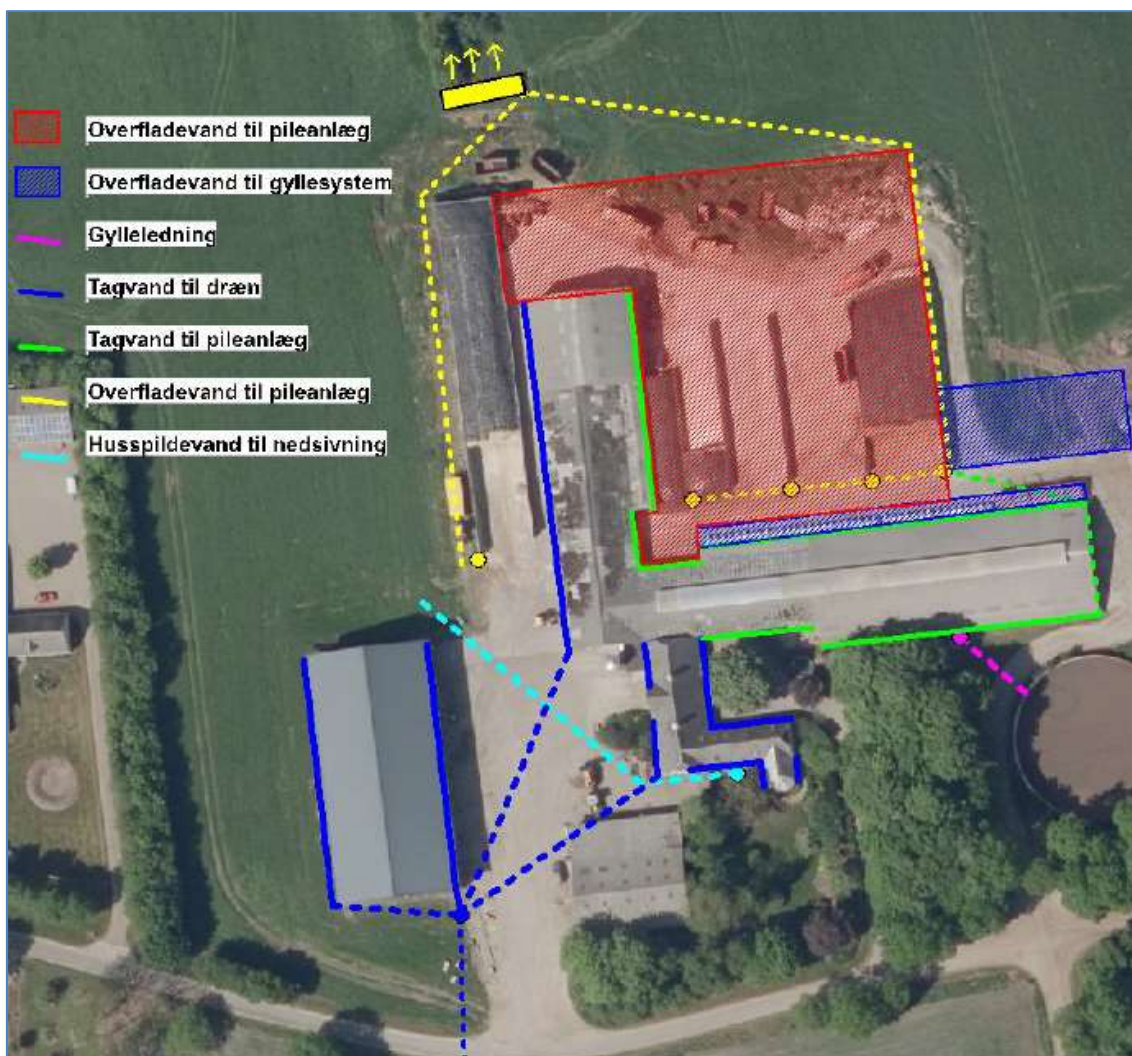 Overfladevand til pileanlæg
Overfladevand til gyllesystem
Gylleledning
Tagvand til dræn
Tagvand til pileanlæg
Overfladevand til pileanlæg
Husspildevand til nedsivning